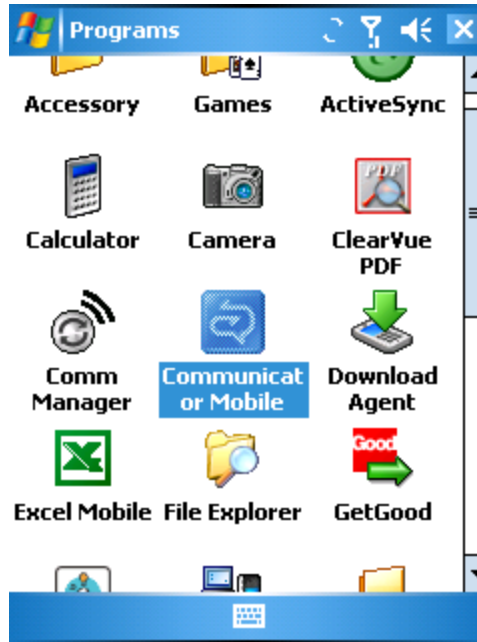 Programs
Accessory
Games
ActiveSync
PDF
Calculator
Camera
ClearVue
PDF
Comm
Manager
Communicat
or Mobile
Download
Agent
Good
Excel Mobile
File Explorer
GetGood